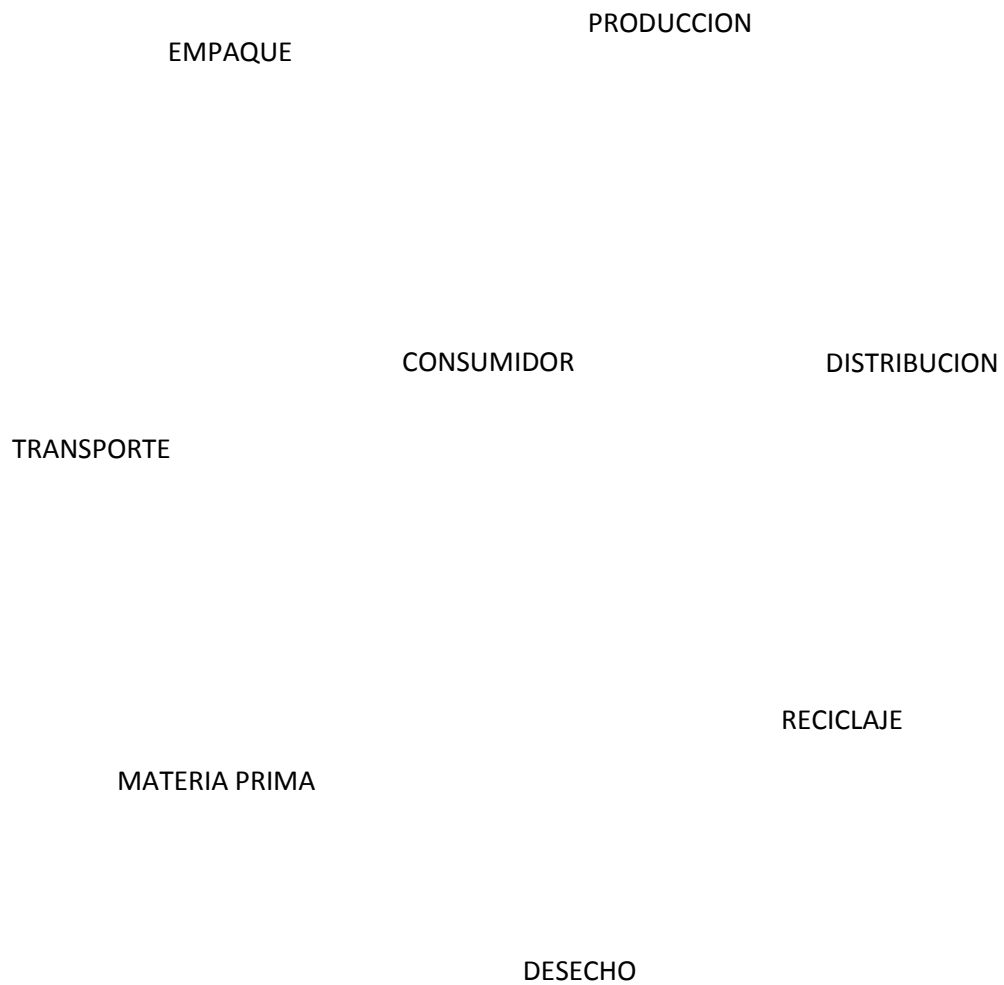 PRODUCCION
EMPAQUE
CONSUMIDOR
DISTRIBUCION
TRANSPORTE
RECICLAJE
MATERIA PRIMA
DESECHO